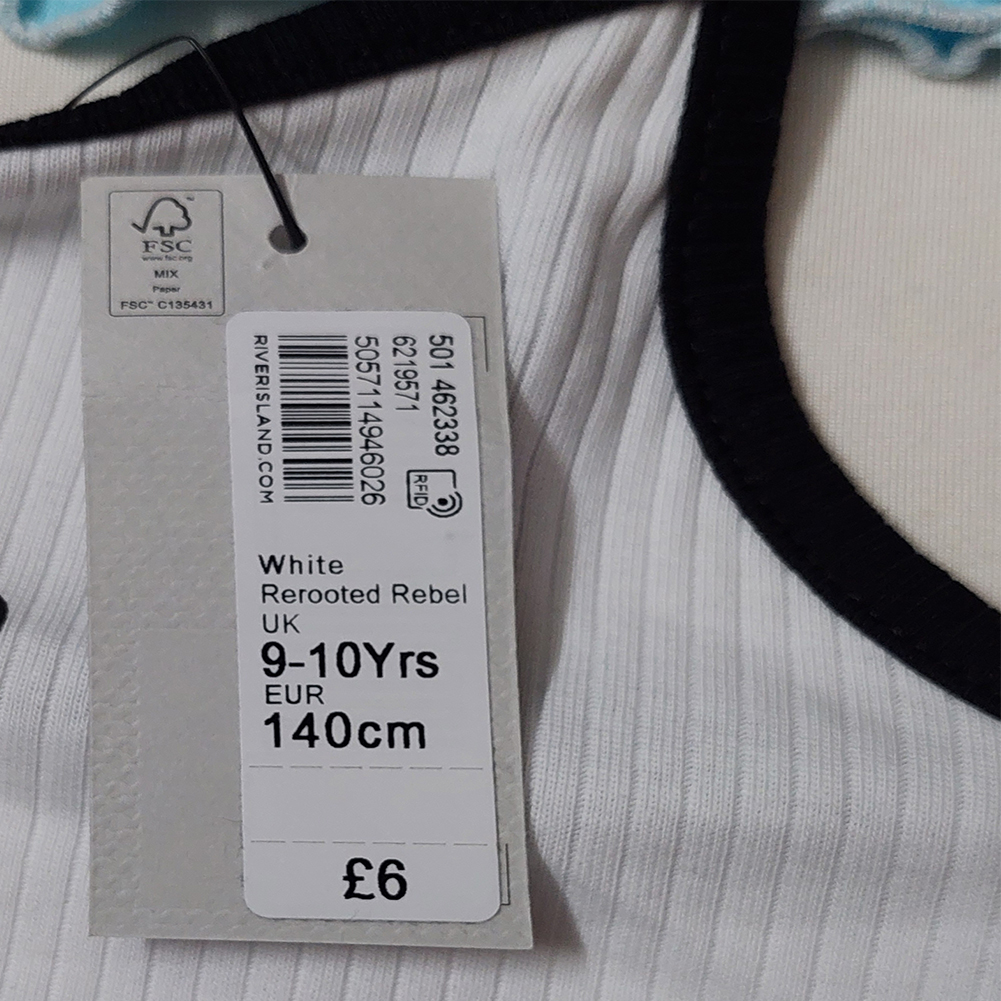 FSC
www.fsc.org
MIX
Paper
FSC™ C135431
501 462338
6219571
5057114946026
RIVERISLAND.COM
RFID
White
Rerooted Rebel
UK
9-10Yrs
EUR
140cm
£6